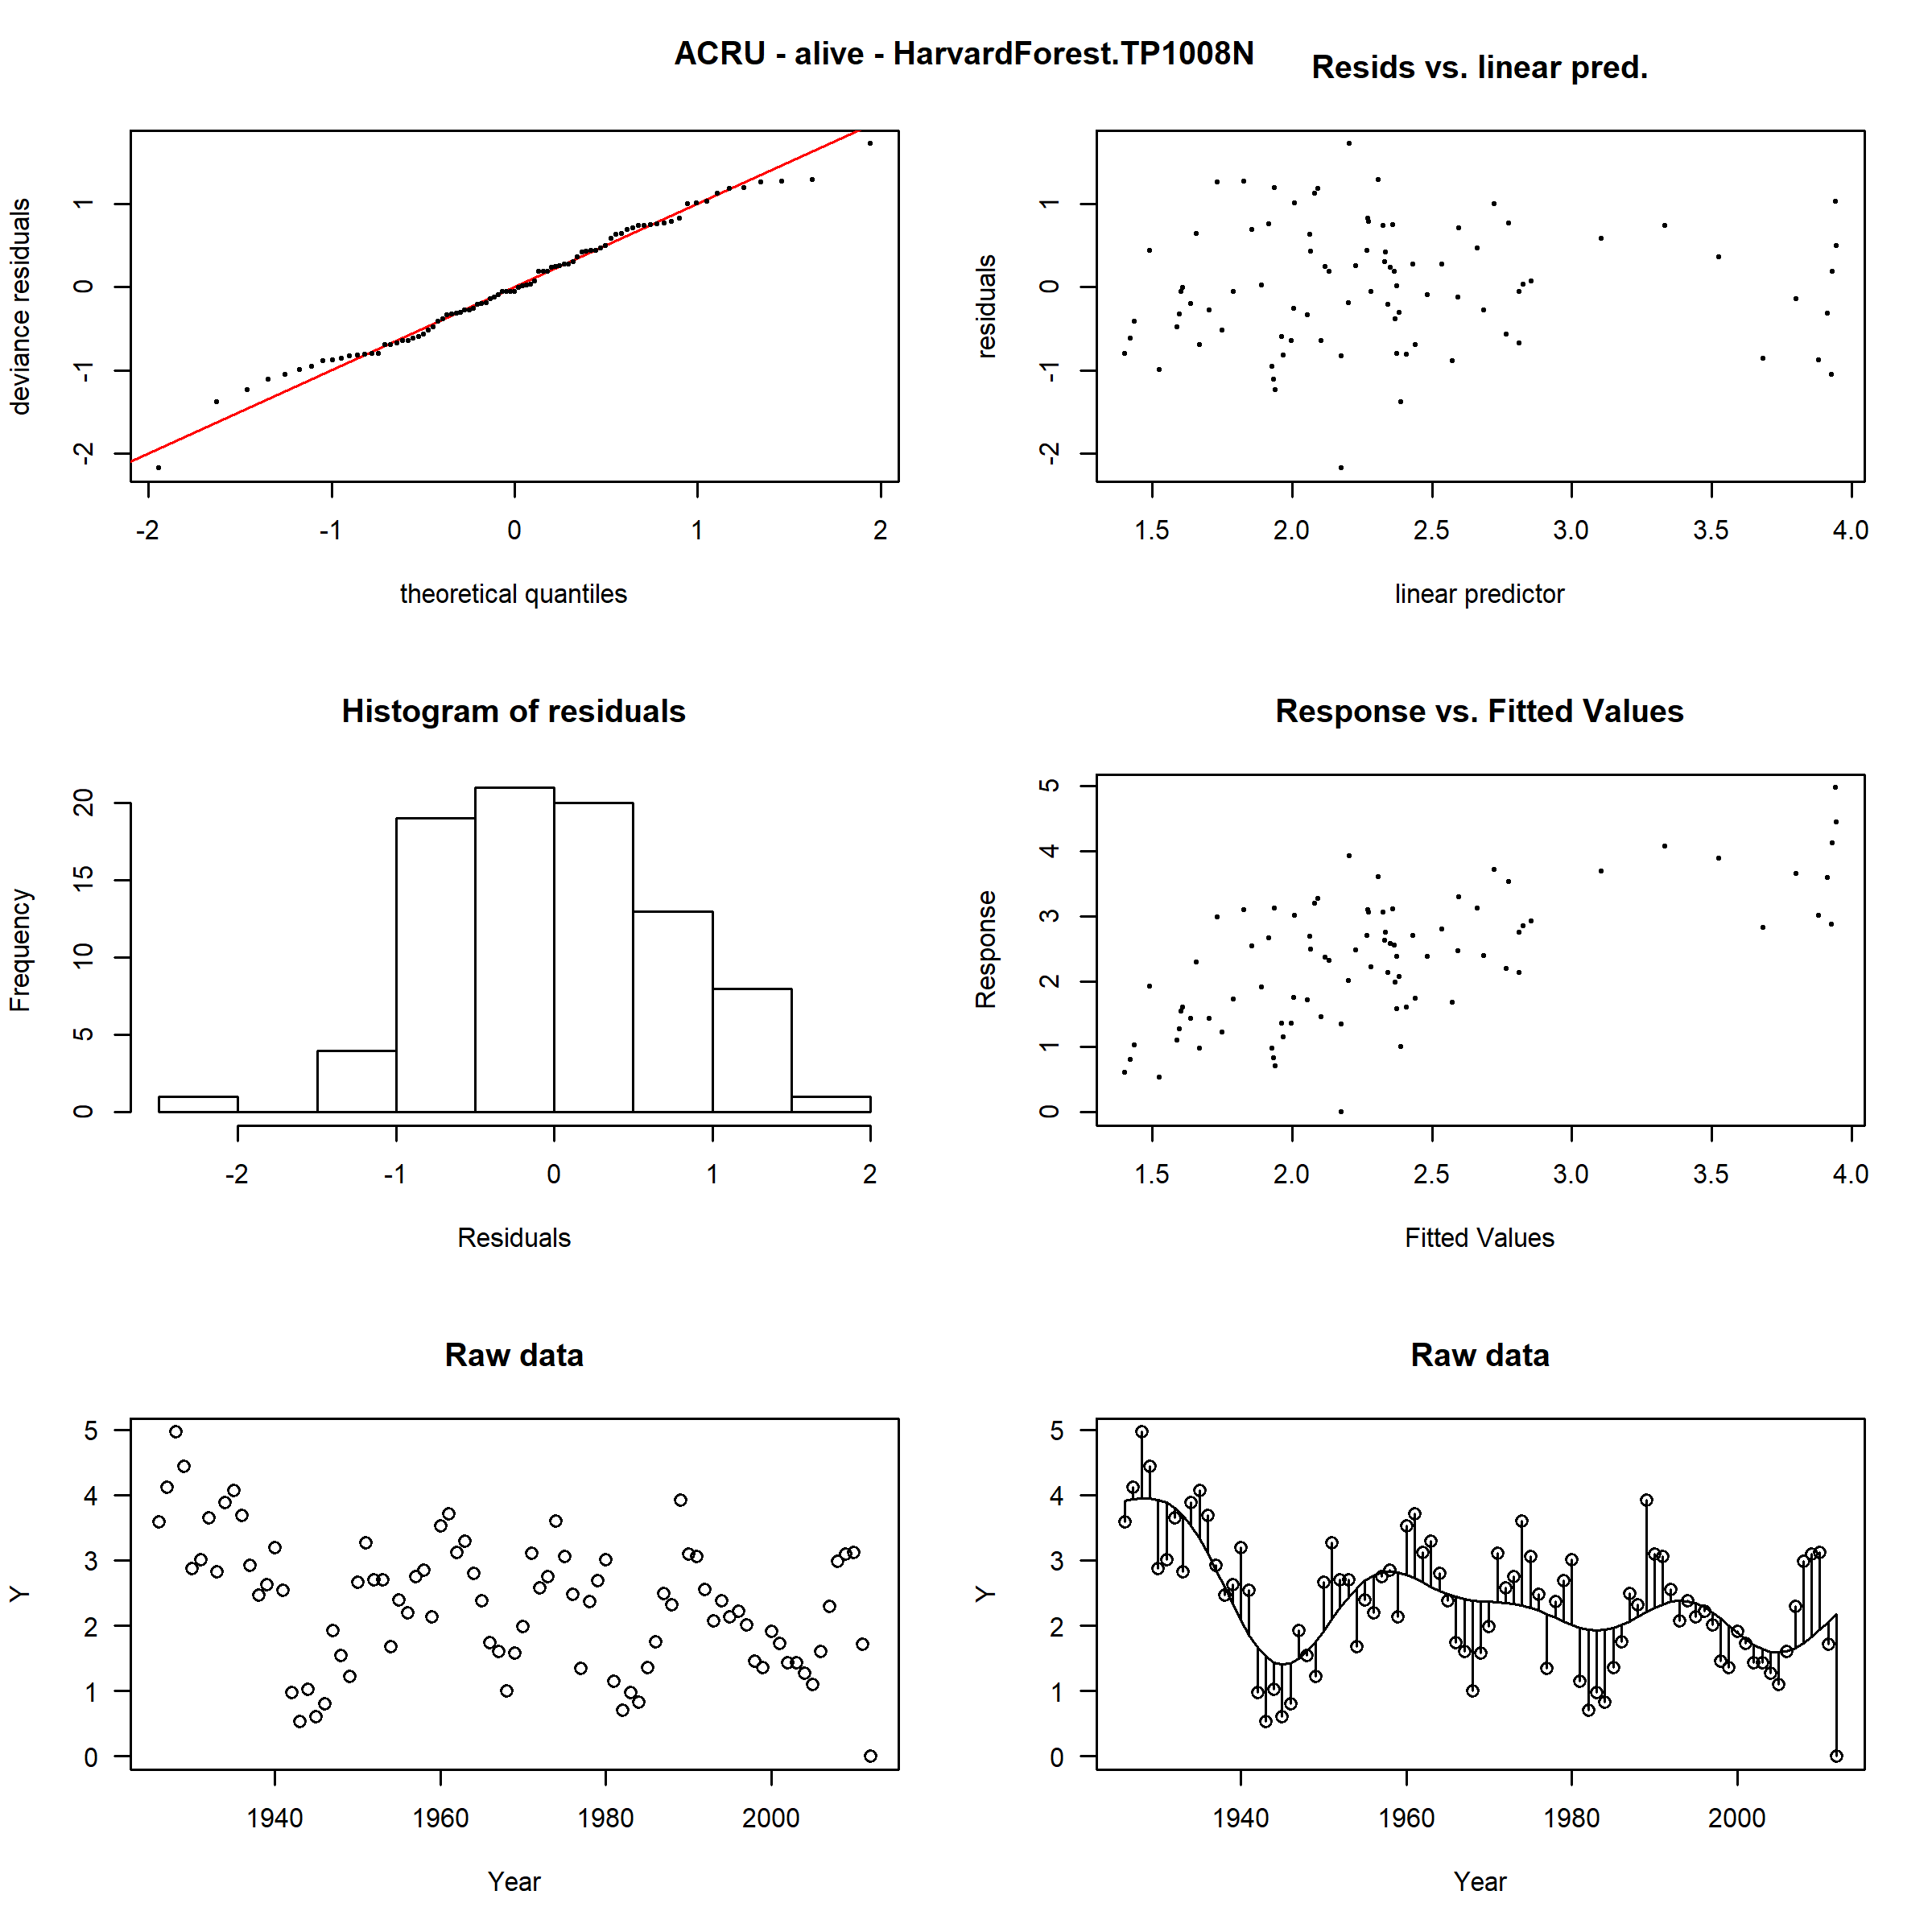 ACRU - alive - HarvardForest.TP1008N
Resids vs. linear pred.
deviance residuals
-2 -1 0 1
-2 -1 0 1 2
theoretical quantiles
residuals
-2 -1 0 1
1.5 2.0 2.5 3.0 3.5 4.0
linear predictor
Histogram of residuals
Frequency
0 5 10 15 20
-2 -1 0 1 2
Residuals
Response vs. Fitted Values
Response
0 1 2 3 4 5
1.5 2.0 2.5 3.0 3.5 4.0
Fitted Values
Raw data
Y
0 1 2 3 4 5
1940 1960 1980 2000
Year
Raw data
Y
0 1 2 3 4 5
1940 1960 1980 2000
Year